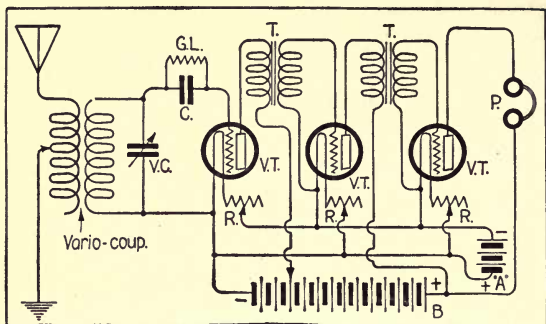 T.
T.
G.L.
C.
P.
V.C.
V.T.
V.T.
V.T.
R.
R.
R.
Vario-coup.
-
+ "A"
-
+
B